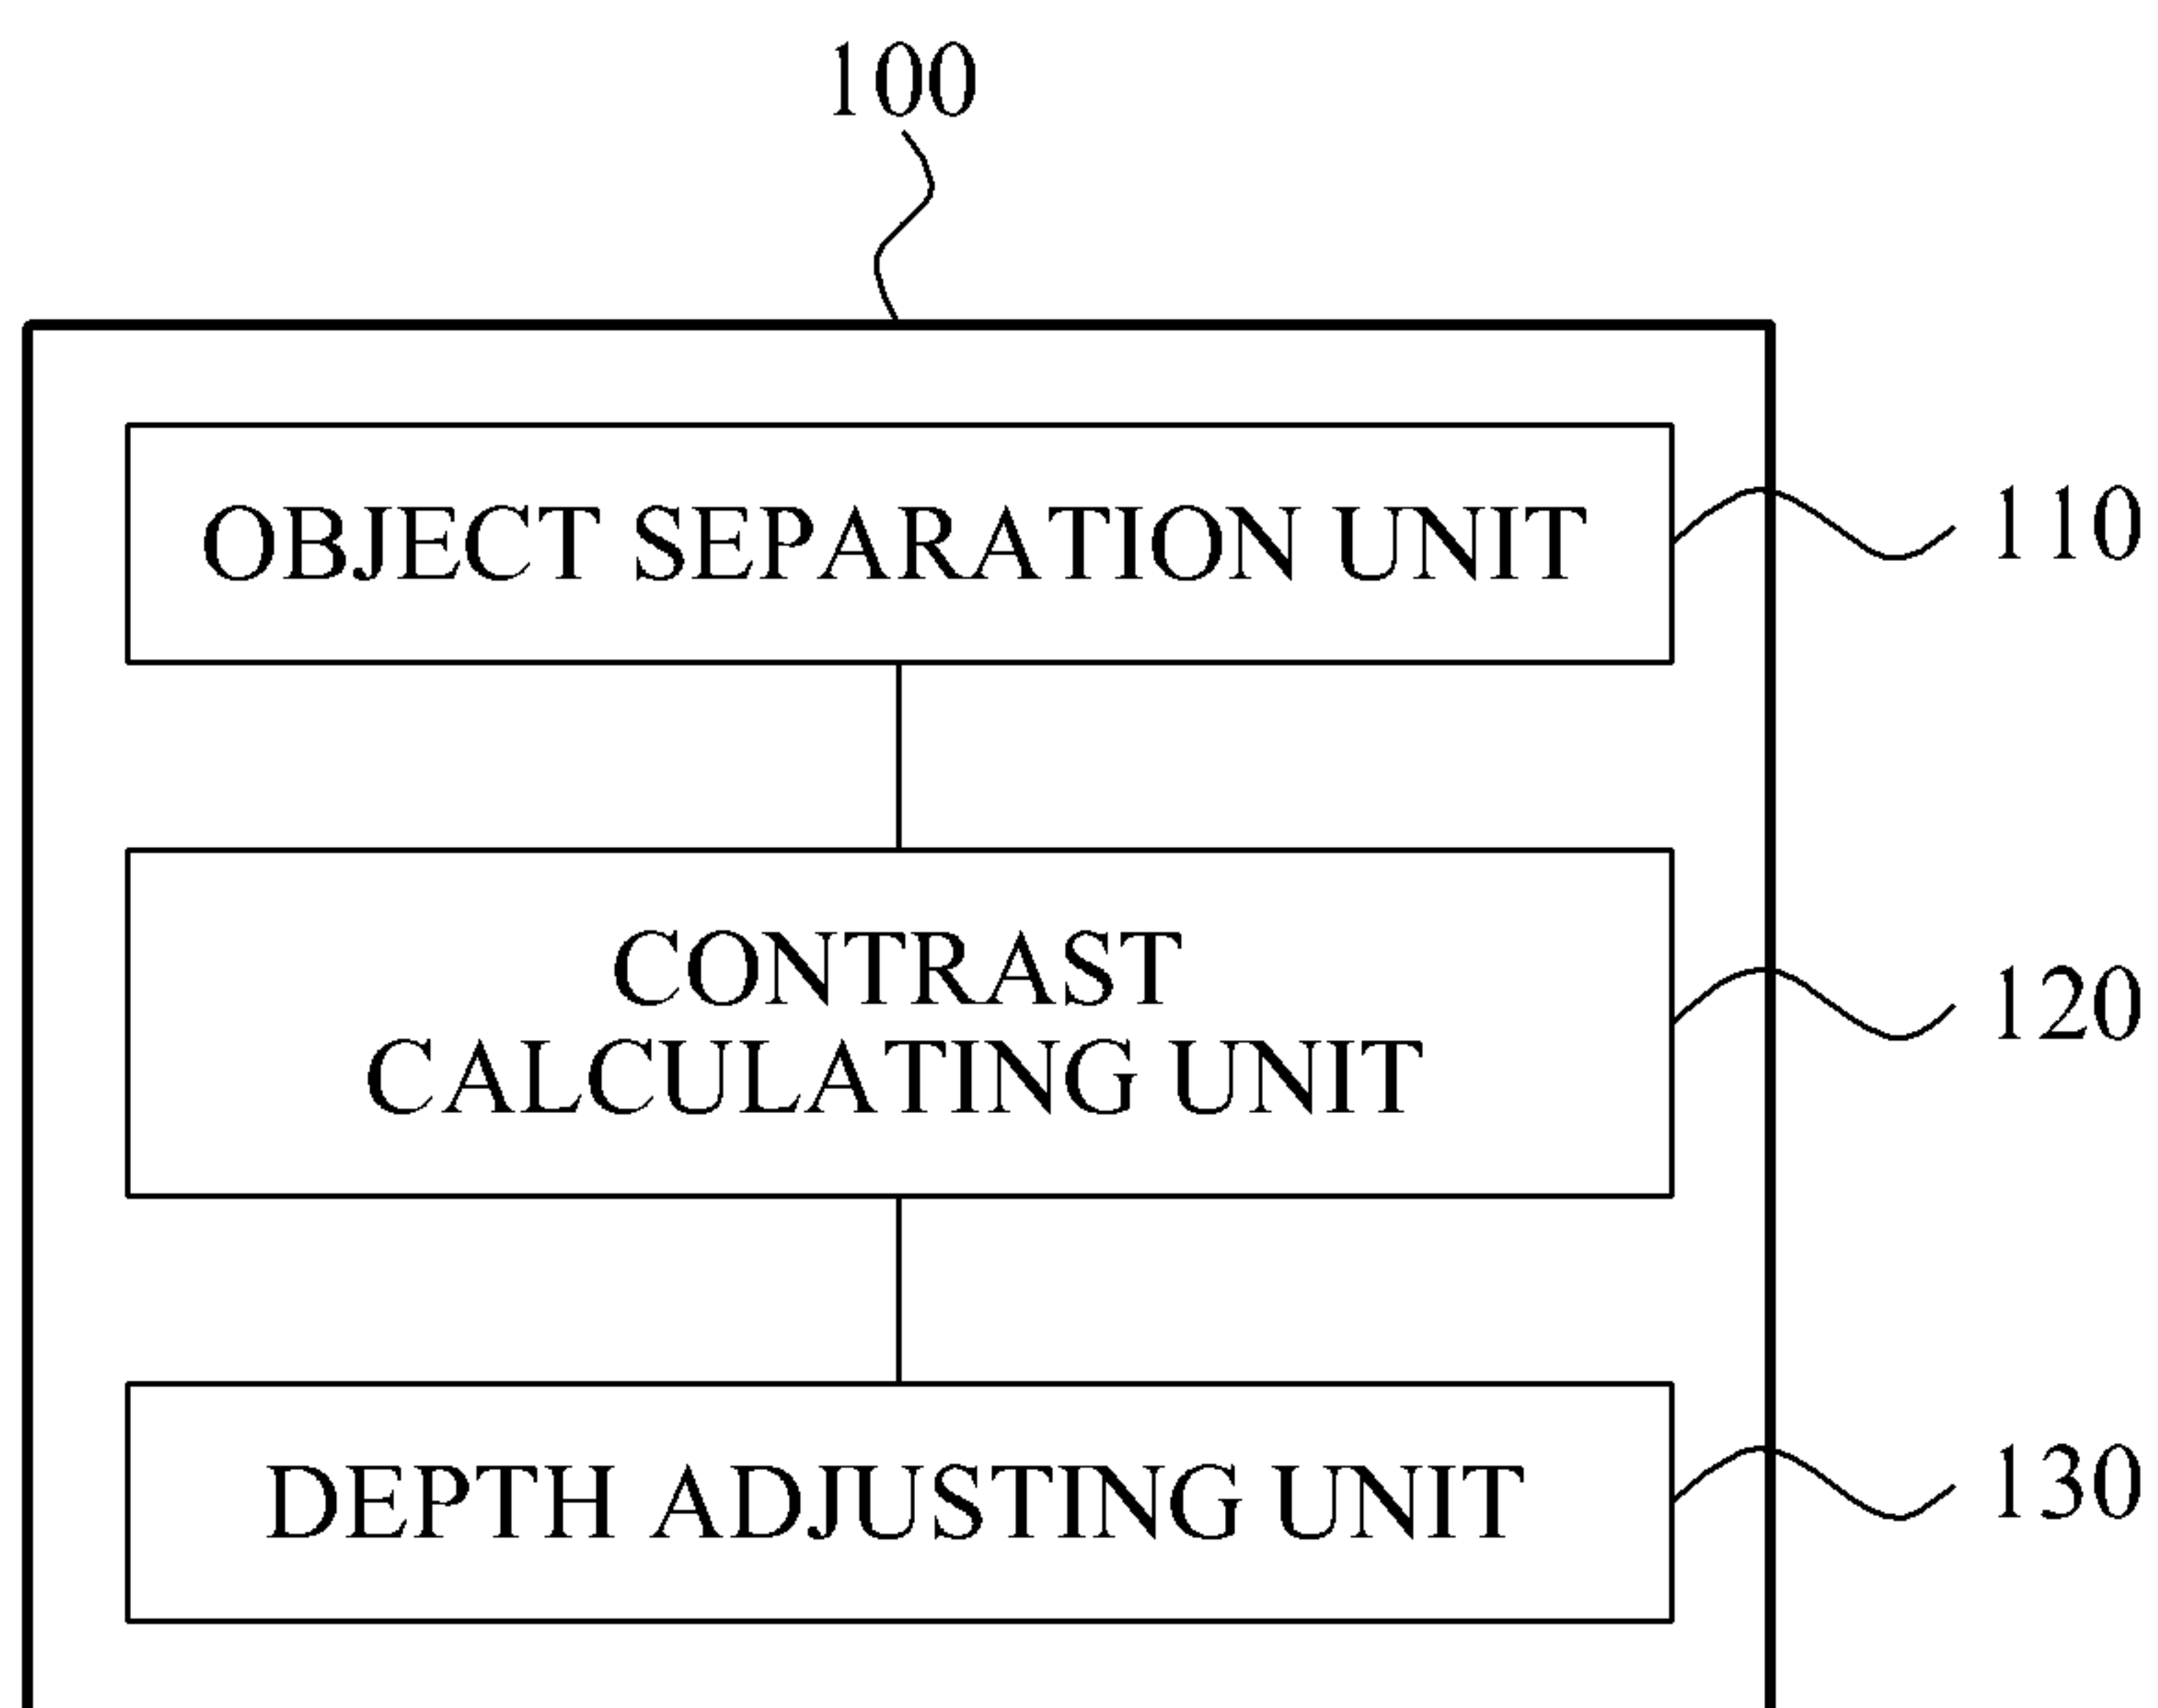 100
OBJECT SEPARATION UNIT
110
CONTRAST
CALCULATING UNIT
120
DEPTH ADJUSTING UNIT
130